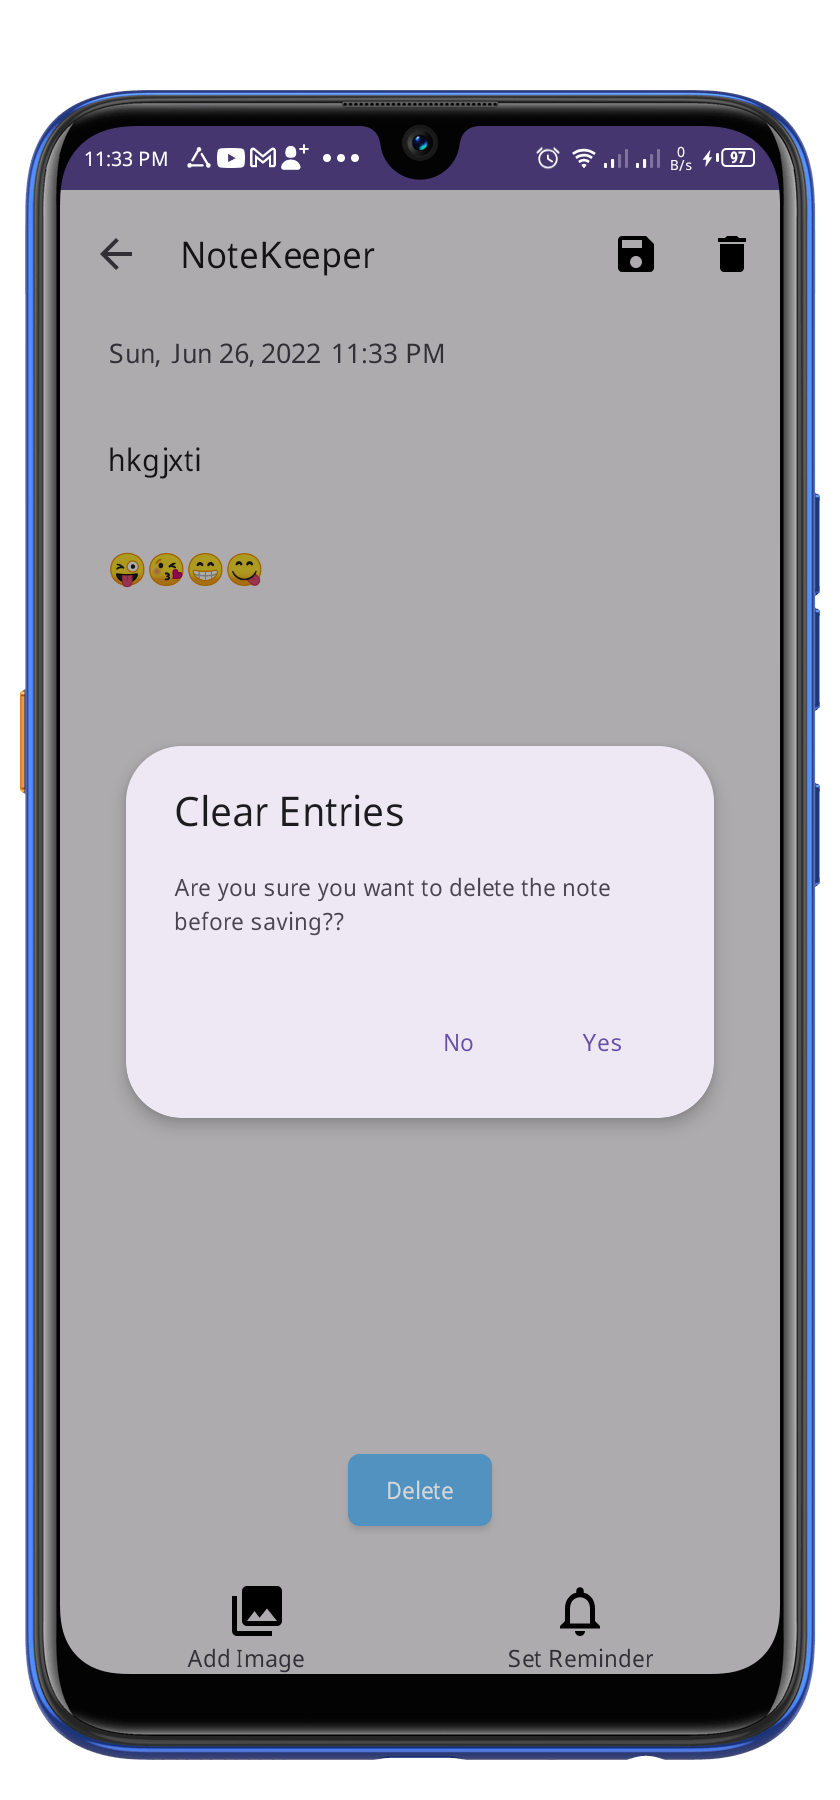 11:33 PM 0 B/s 97
NoteKeeper
Sun, Jun 26, 2022 11:33 PM
hkgjxti
😜😘😁😋
Clear Entries
Are you sure you want to delete the note
before saving??
No Yes
Delete
Add Image Set Reminder